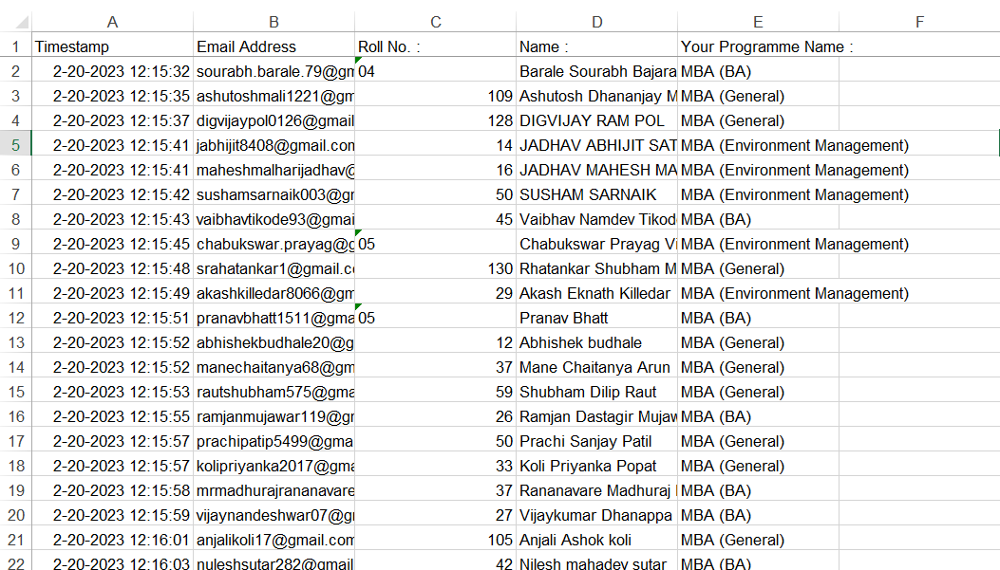 A B C D E F
1 Timestamp Email Address Roll No. : Name : Your Programme Name :
2 2-20-2023 12:15:32 sourabh.barale.79@gm 04 Barale Sourabh Bajara MBA (BA)
3 2-20-2023 12:15:35 ashutoshmali1221@gm 109 Ashutosh Dhananjay M MBA (General)
4 2-20-2023 12:15:37 digvijaypol0126@gmail 128 DIGVIJAY RAM POL MBA (General)
5 2-20-2023 12:15:41 jabhijit8408@gmail.com 14 JADHAV ABHIJIT SAT MBA (Environment Management)
6 2-20-2023 12:15:41 maheshmalharijadhav@ 16 JADHAV MAHESH MA MBA (Environment Management)
7 2-20-2023 12:15:42 sushamsarnaik003@gm 50 SUSHAM SARNAIK MBA (Environment Management)
8 2-20-2023 12:15:43 vaibhavtikode93@gmai 45 Vaibhav Namdev Tikod MBA (BA)
9 2-20-2023 12:15:45 chabukswar.prayag@g 05 Chabukswar Prayag Vi MBA (Environment Management)
10 2-20-2023 12:15:48 srahatankar1@gmail.c 130 Rhatankar Shubham M MBA (General)
11 2-20-2023 12:15:49 akashkilledar8066@gm 29 Akash Eknath Killedar MBA (Environment Management)
12 2-20-2023 12:15:51 pranavbhatt1511@gma 05 Pranav Bhatt MBA (BA)
13 2-20-2023 12:15:52 abhishekbudhale20@g 12 Abhishek budhale MBA (General)
14 2-20-2023 12:15:52 manechaitanya68@gm 37 Mane Chaitanya Arun MBA (General)
15 2-20-2023 12:15:53 rautshubham575@gma 59 Shubham Dilip Raut MBA (General)
16 2-20-2023 12:15:55 ramjanmujawar119@gm 26 Ramjan Dastagir Mujaw MBA (BA)
17 2-20-2023 12:15:57 prachipatip5499@gma 50 Prachi Sanjay Patil MBA (General)
18 2-20-2023 12:15:57 kolipriyanka2017@gma 33 Koli Priyanka Popat MBA (General)
19 2-20-2023 12:15:58 mrmadhurajrananavare 37 Rananavare Madhuraj MBA (BA)
20 2-20-2023 12:15:59 vijaynandeshwar07@g 27 Vijaykumar Dhanappa MBA (BA)
21 2-20-2023 12:16:01 anjalikoli17@gmail.com 105 Anjali Ashok koli MBA (General)
22 2-20-2023 12:16:03 nuleshsutar282@gmail 42 Nilesh mahadev sutar MBA (BA)